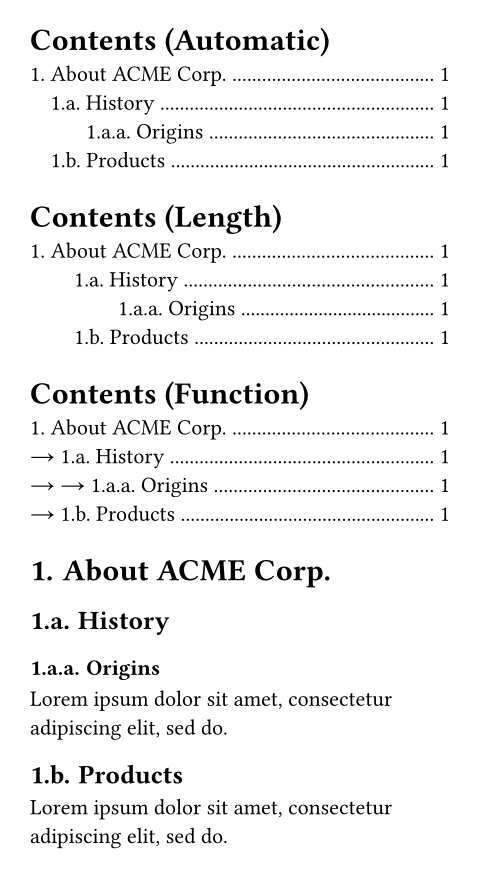 Contents (Automatic)
1. About ACME Corp. ......................................... 1
1.a. History ........................................................ 1
1.a.a. Origins ............................................... 1
1.b. Products ...................................................... 1
Contents (Length)
1. About ACME Corp. ......................................... 1
1.a. History ................................................... 1
1.a.a. Origins ....................................... 1
1.b. Products ................................................. 1
Contents (Function)
1. About ACME Corp. ......................................... 1
→ 1.a. History ...................................................... 1
→ → 1.a.a. Origins ............................................. 1
→ 1.b. Products .................................................... 1
1. About ACME Corp.
1.a. History
1.a.a. Origins
Lorem ipsum dolor sit amet, consectetur
adipiscing elit, sed do.
1.b. Products
Lorem ipsum dolor sit amet, consectetur
adipiscing elit, sed do.